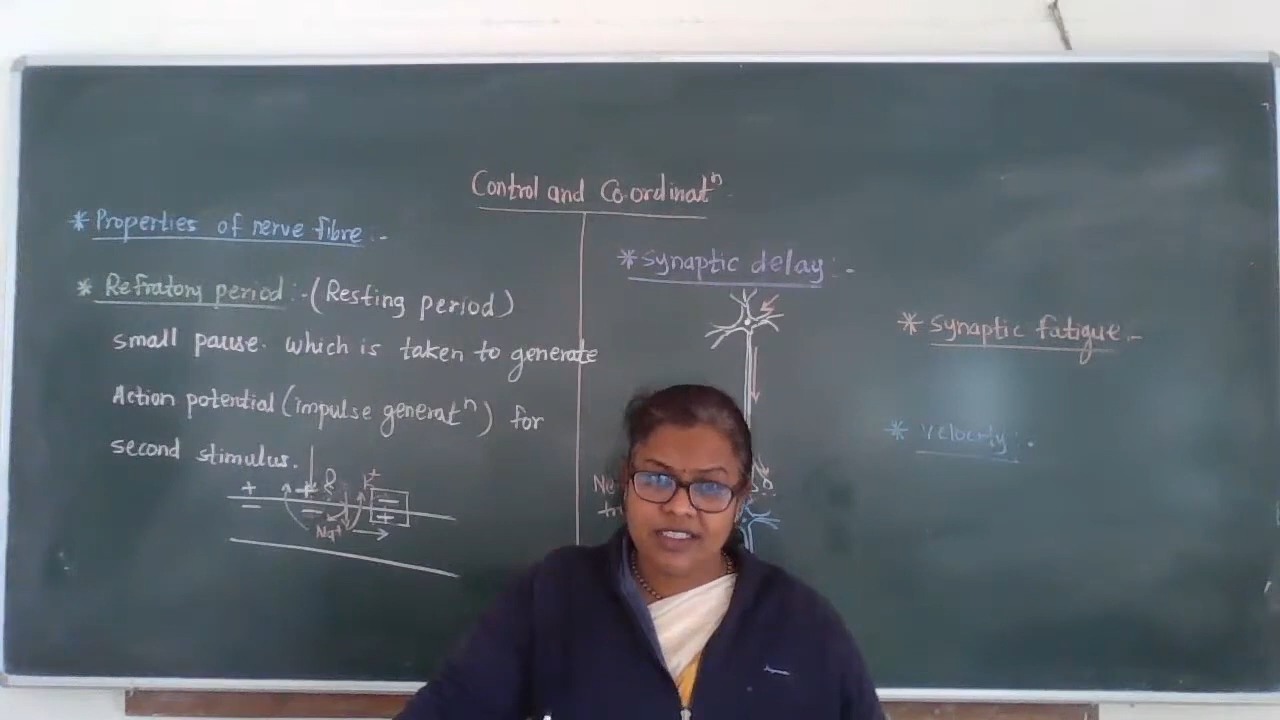 Control and Co-ordinatⁿ
* Properties of nerve fibre :-
* Refratory period :- (Resting period)
small pause. which is taken to generate
Action potential (impulse generatⁿ) for
second stimulus.
+ + R K⁺ −
− − Na⁺ +
* Synaptic delay :-
Ne
* Synaptic fatigue :-
* velocity :-